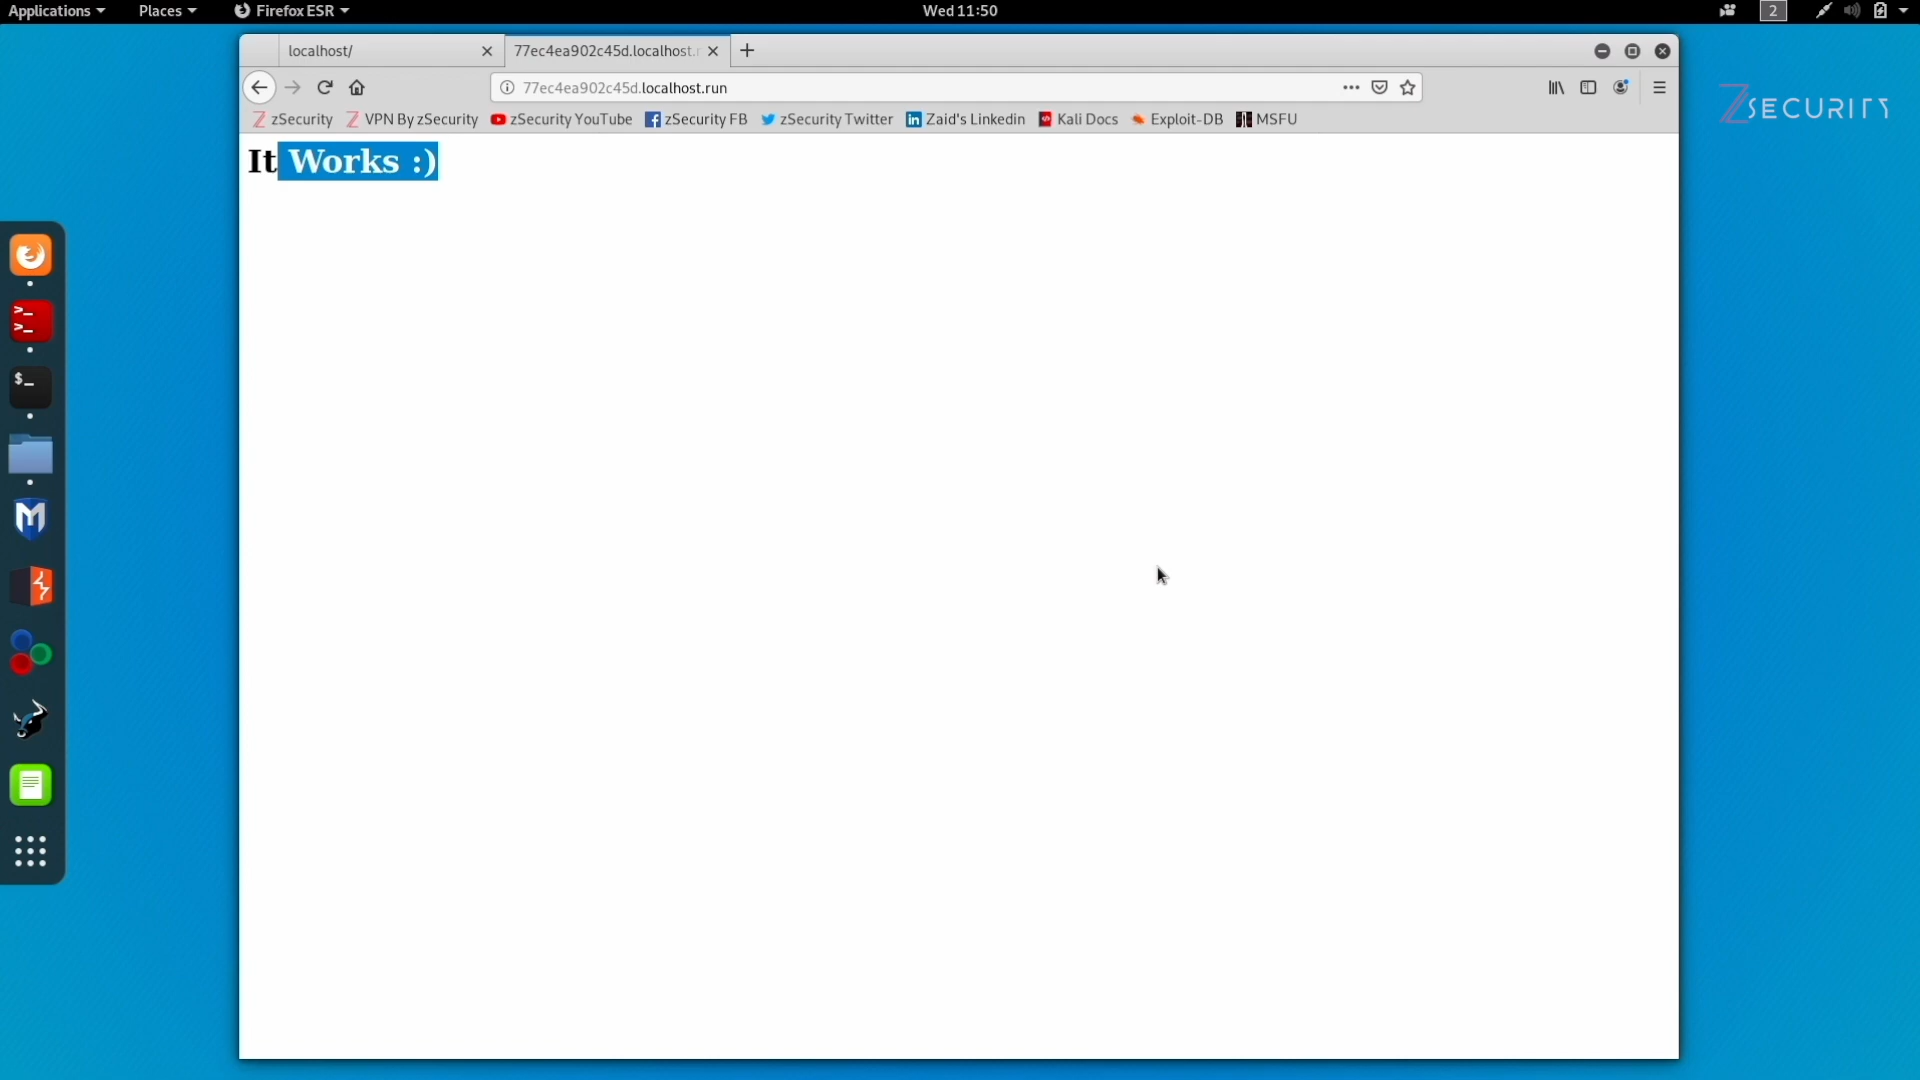 Applications Places Firefox ESR Wed 11:50 2
localhost/ 77ec4ea902c45d.localhost.
77ec4ea902c45d.localhost.run
zSecurity VPN By zSecurity zSecurity YouTube zSecurity FB zSecurity Twitter Zaid's Linkedin Kali Docs Exploit-DB MSFU
ZSECURITY
It Works :)